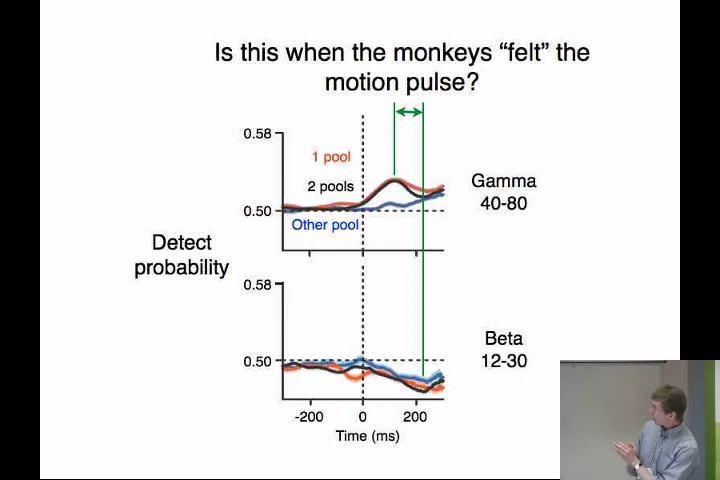 Is this when the monkeys “felt” the
motion pulse?
0.58
1 pool
2 pools
0.50
Other pool
Gamma
40-80
Detect
probability
0.58
0.50
Beta
12-30
-200 0 200
Time (ms)